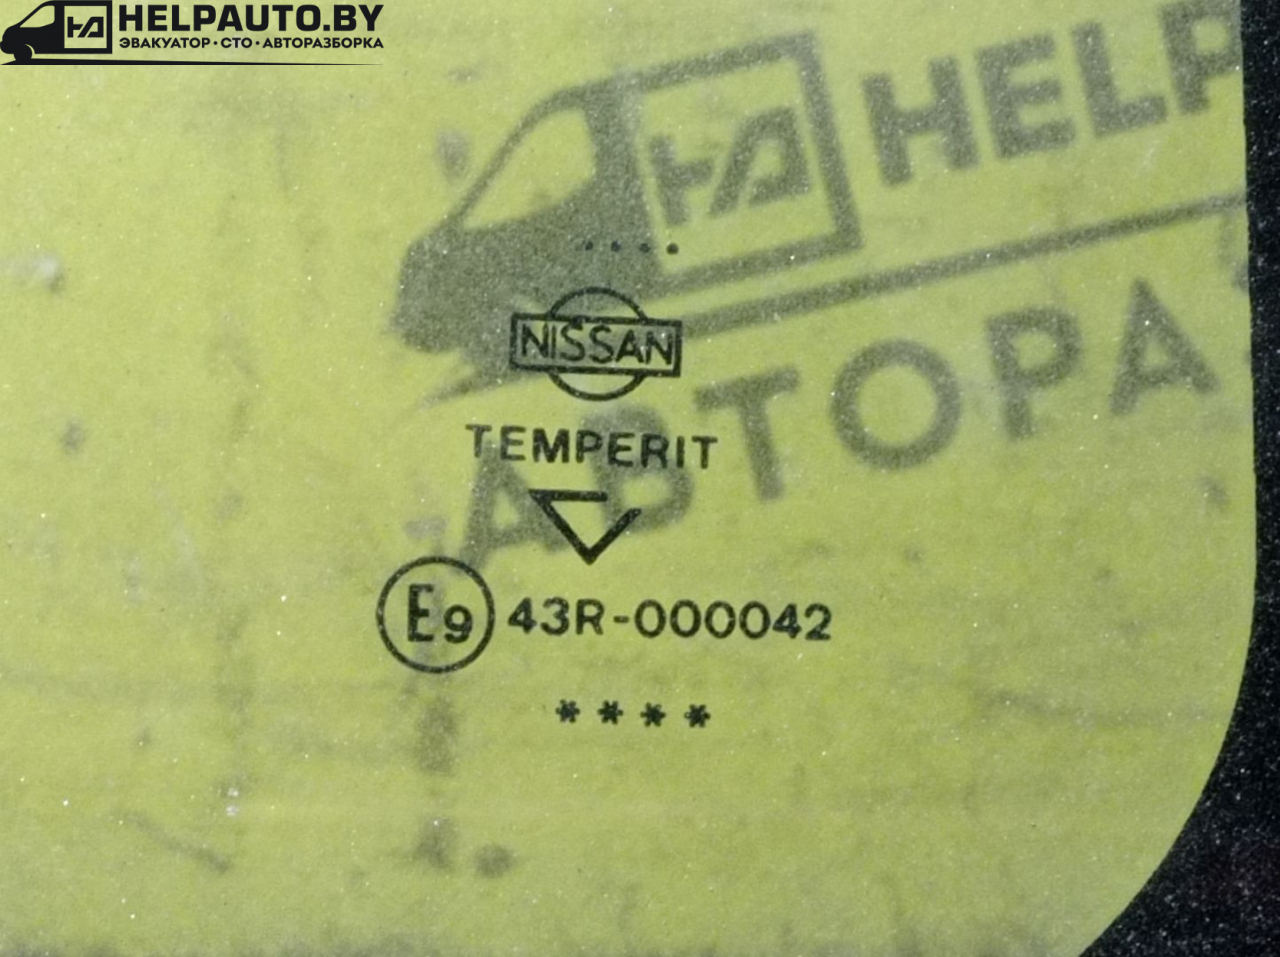 HELPAUTO.BY
ЭВАКУАТОР · СТО · АВТОРАЗБОРКА
HELP
АВТОРА
NISSAN
TEMPERIT
E9 43R-000042
****